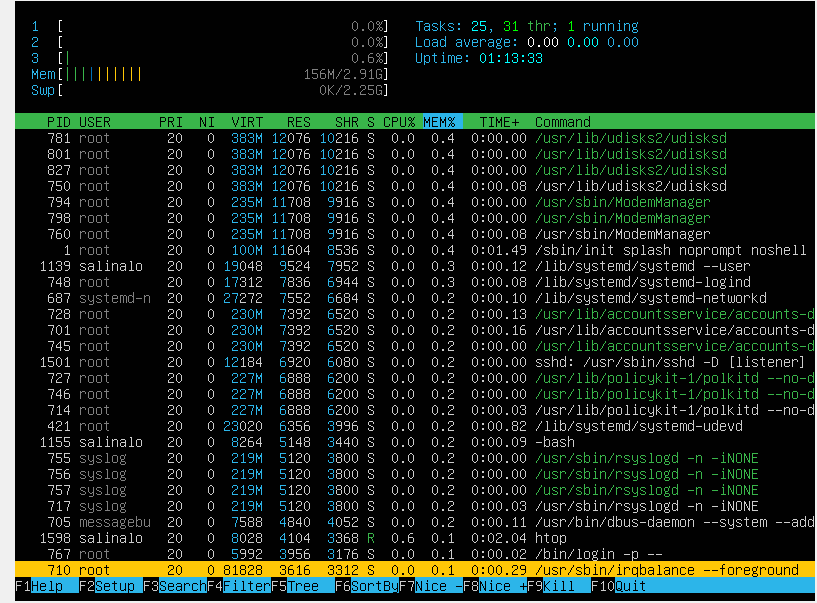 1 [ 0.0%] Tasks: 25, 31 thr; 1 running
2 [ 0.0%] Load average: 0.00 0.00 0.00
3 [| 0.6%] Uptime: 01:13:33
Mem[|||||||||| 156M/2.91G]
Swp[ 0K/2.25G]
PID USER PRI NI VIRT RES SHR S CPU% MEM% TIME+ Command
781 root 20 0 383M 12076 10216 S 0.0 0.4 0:00.00 /usr/lib/udisks2/udisksd
801 root 20 0 383M 12076 10216 S 0.0 0.4 0:00.00 /usr/lib/udisks2/udisksd
827 root 20 0 383M 12076 10216 S 0.0 0.4 0:00.00 /usr/lib/udisks2/udisksd
750 root 20 0 383M 12076 10216 S 0.0 0.4 0:00.08 /usr/lib/udisks2/udisksd
794 root 20 0 235M 11708 9916 S 0.0 0.4 0:00.00 /usr/sbin/ModemManager
798 root 20 0 235M 11708 9916 S 0.0 0.4 0:00.00 /usr/sbin/ModemManager
760 root 20 0 235M 11708 9916 S 0.0 0.4 0:00.08 /usr/sbin/ModemManager
1 root 20 0 100M 11604 8536 S 0.0 0.4 0:01.49 /sbin/init splash noprompt noshell
1139 salinalo 20 0 19048 9524 7952 S 0.0 0.3 0:00.12 /lib/systemd/systemd --user
748 root 20 0 17312 7836 6944 S 0.0 0.3 0:00.08 /lib/systemd/systemd-logind
687 systemd-n 20 0 27272 7552 6684 S 0.0 0.2 0:00.10 /lib/systemd/systemd-networkd
728 root 20 0 230M 7392 6520 S 0.0 0.2 0:00.13 /usr/lib/accountsservice/accounts-d
701 root 20 0 230M 7392 6520 S 0.0 0.2 0:00.16 /usr/lib/accountsservice/accounts-d
745 root 20 0 230M 7392 6520 S 0.0 0.2 0:00.00 /usr/lib/accountsservice/accounts-d
1501 root 20 0 12184 6920 6080 S 0.0 0.2 0:00.00 sshd: /usr/sbin/sshd -D [listener]
727 root 20 0 227M 6888 6200 S 0.0 0.2 0:00.00 /usr/lib/policykit-1/polkitd --no-d
746 root 20 0 227M 6888 6200 S 0.0 0.2 0:00.00 /usr/lib/policykit-1/polkitd --no-d
714 root 20 0 227M 6888 6200 S 0.0 0.2 0:00.03 /usr/lib/policykit-1/polkitd --no-d
421 root 20 0 23020 6356 3996 S 0.0 0.2 0:00.82 /lib/systemd/systemd-udevd
1155 salinalo 20 0 8264 5148 3440 S 0.0 0.2 0:00.09 -bash
755 syslog 20 0 219M 5120 3800 S 0.0 0.2 0:00.00 /usr/sbin/rsyslogd -n -iNONE
756 syslog 20 0 219M 5120 3800 S 0.0 0.2 0:00.00 /usr/sbin/rsyslogd -n -iNONE
757 syslog 20 0 219M 5120 3800 S 0.0 0.2 0:00.00 /usr/sbin/rsyslogd -n -iNONE
717 syslog 20 0 219M 5120 3800 S 0.0 0.2 0:00.03 /usr/sbin/rsyslogd -n -iNONE
705 messagebu 20 0 7588 4840 4052 S 0.0 0.2 0:00.11 /usr/bin/dbus-daemon --system --add
1598 salinalo 20 0 8028 4104 3368 R 0.6 0.1 0:02.04 htop
767 root 20 0 5992 3956 3176 S 0.0 0.1 0:00.02 /bin/login -p --
710 root 20 0 81828 3616 3312 S 0.0 0.1 0:00.29 /usr/sbin/irqbalance --foreground
F1Help F2Setup F3SearchF4FilterF5Tree F6SortByF7Nice -F8Nice +F9Kill F10Quit